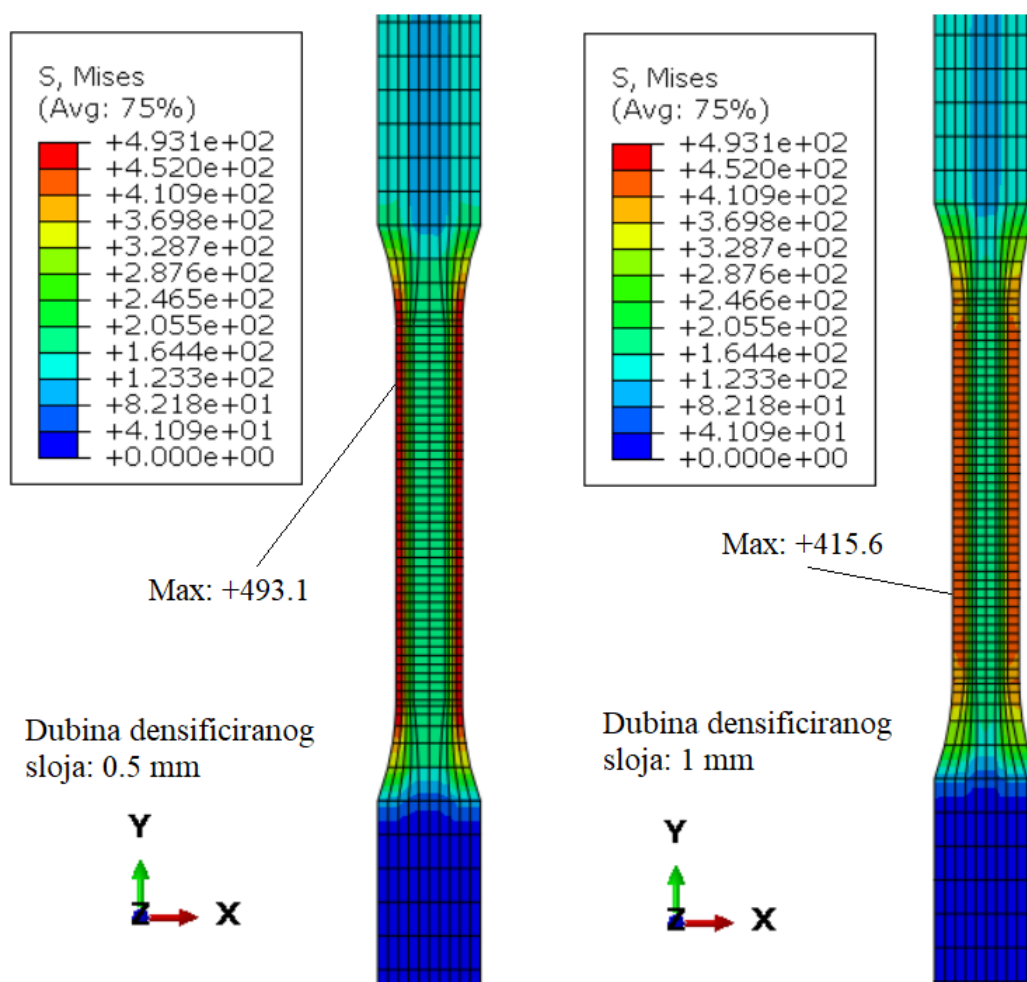 S, Mises
(Avg: 75%)
+4.931e+02
+4.520e+02
+4.109e+02
+3.698e+02
+3.287e+02
+2.876e+02
+2.465e+02
+2.055e+02
+1.644e+02
+1.233e+02
+8.218e+01
+4.109e+01
+0.000e+00
Max: +493.1
Dubina densificiranog
sloja: 0.5 mm
Y
Z
X
S, Mises
(Avg: 75%)
+4.931e+02
+4.520e+02
+4.109e+02
+3.698e+02
+3.287e+02
+2.876e+02
+2.466e+02
+2.055e+02
+1.644e+02
+1.233e+02
+8.218e+01
+4.109e+01
+0.000e+00
Max: +415.6
Dubina densificiranog
sloja: 1 mm
Y
Z
X